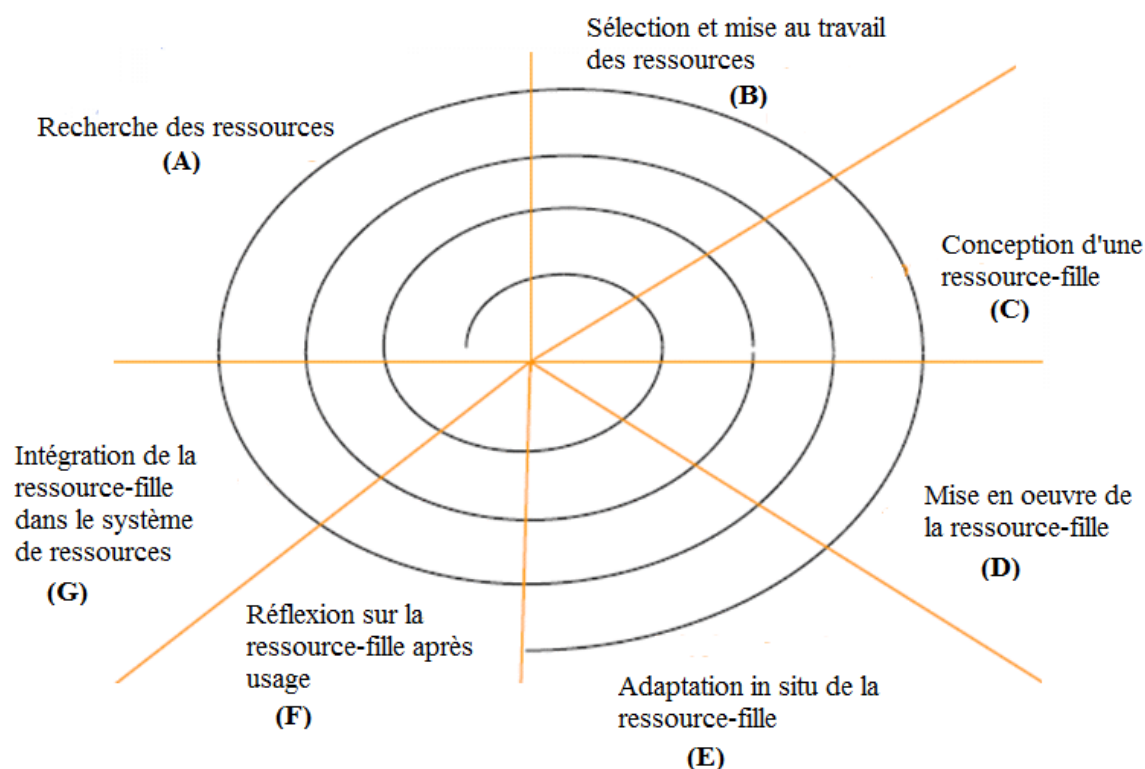 Recherche des ressources
(A)
Sélection et mise au travail
des ressources
(B)
Conception d'une
ressource-fille
(C)
Mise en oeuvre de
la ressource-fille
(D)
Adaptation in situ de la
ressource-fille
(E)
Réflexion sur la
ressource-fille après
usage
(F)
Intégration de la
ressource-fille
dans le système
de ressources
(G)